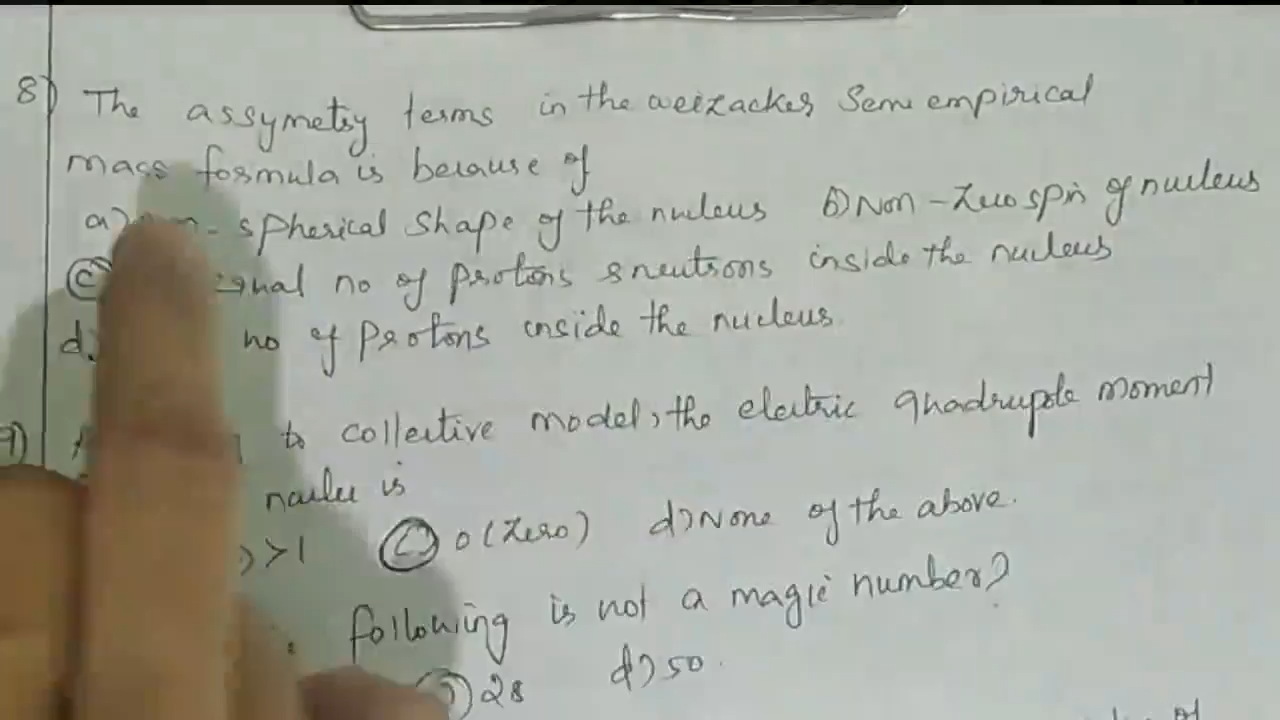 8) The assymetry terms in the weizacker Semi empirical
mass formula is because of
a) - spherical shape of the nucleus b) Non-Zero spin of nucleus
c) no of protons & neutrons inside the nucleus
d) no of protons inside the nucleus.
9) to collective model, the electric quadrupole moment
is
>1 c) 0 (Zero) d) None of the above.
following is not a magic number?
28 d) 50.